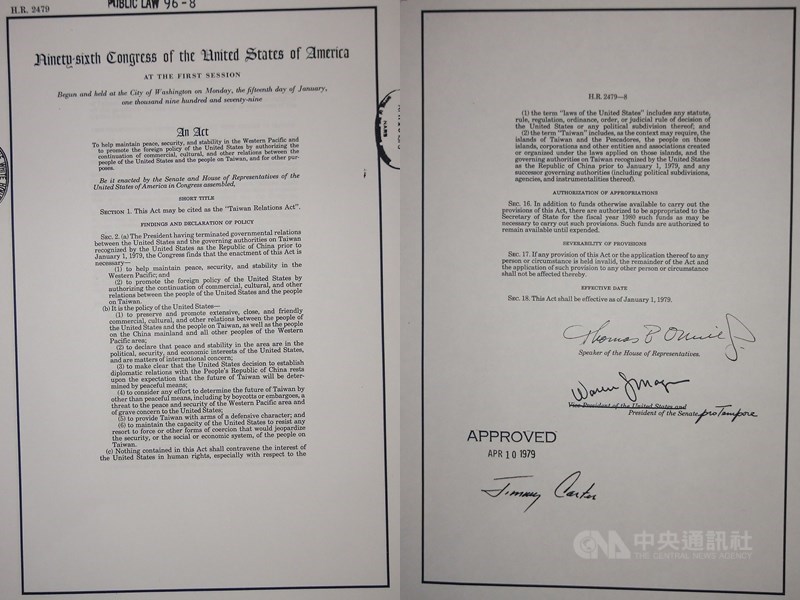 H.R. 2479
PUBLIC LAW 96-8
Ninety-sixth Congress of the United States of America
AT THE FIRST SESSION
Begun and held at the City of Washington on Monday, the fifteenth day of January,
one thousand nine hundred and seventy-nine
An Act
To help maintain peace, security, and stability in the Western Pacific and
to promote the foreign policy of the United States by authorizing the
continuation of commercial, cultural, and other relations between the
people of the United States and the people on Taiwan, and for other pur-
poses.
Be it enacted by the Senate and House of Representatives of the
United States of America in Congress assembled,
SHORT TITLE
SECTION 1. This Act may be cited as the "Taiwan Relations Act".
FINDINGS AND DECLARATION OF POLICY
SEC. 2. (a) The President having terminated governmental relations
between the United States and the governing authorities on Taiwan
recognized by the United States as the Republic of China prior to
January 1, 1979, the Congress finds that the enactment of this Act is
necessary—
(1) to help maintain peace, security, and stability in the
Western Pacific; and
(2) to promote the foreign policy of the United States by
authorizing the continuation of commercial, cultural, and other
relations between the people of the United States and the people
on Taiwan.
(b) It is the policy of the United States—
(1) to preserve and promote extensive, close, and friendly
commercial, cultural, and other relations between the people of
the United States and the people on Taiwan, as well as the people
on the China mainland and all other peoples of the Western
Pacific area;
(2) to declare that peace and stability in the area are in the
political, security, and economic interests of the United States,
and are matters of international concern;
(3) to make clear that the United States decision to establish
diplomatic relations with the People's Republic of China rests
upon the expectation that the future of Taiwan will be deter-
mined by peaceful means;
(4) to consider any effort to determine the future of Taiwan by
other than peaceful means, including by boycotts or embargoes, a
threat to the peace and security of the Western Pacific area and
of grave concern to the United States;
(5) to provide Taiwan with arms of a defensive character; and
(6) to maintain the capacity of the United States to resist any
resort to force or other forms of coercion that would jeopardize
the security, or the social or economic system, of the people on
Taiwan.
(c) Nothing contained in this Act shall contravene the interest of
the United States in human rights, especially with respect to the
H.R. 2479—8
(1) the term "laws of the United States" includes any statute,
rule, regulation, ordinance, order, or judicial rule of decision of
the United States or any political subdivision thereof; and
(2) the term "Taiwan" includes, as the context may require, the
islands of Taiwan and the Pescadores, the people on those
islands, corporations and other entities and associations created
or organized under the laws applied on those islands, and the
governing authorities on Taiwan recognized by the United States
as the Republic of China prior to January 1, 1979, and any
successor governing authorities (including political subdivisions,
agencies, and instrumentalities thereof).
AUTHORIZATION OF APPROPRIATIONS
SEC. 16. In addition to funds otherwise available to carry out the
provisions of this Act, there are authorized to be appropriated to the
Secretary of State for the fiscal year 1980 such funds as may be
necessary to carry out such provisions. Such funds are authorized to
remain available until expended.
SEVERABILITY OF PROVISIONS
SEC. 17. If any provision of this Act or the application thereof to any
person or circumstance is held invalid, the remainder of the Act and
the application of such provision to any other person or circumstance
shall not be affected thereby.
EFFECTIVE DATE
SEC. 18. This Act shall be effective as of January 1, 1979.
Thomas P O'Neill Jr
Speaker of the House of Representatives.
Vice President of the United States and
President of the Senate pro Tempore
APPROVED
APR 10 1979
Jimmy Carter
CNA 中央通訊社
THE CENTRAL NEWS AGENCY